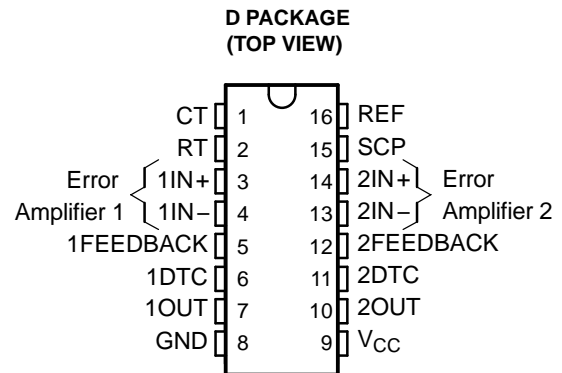 D PACKAGE
(TOP VIEW)
CT 1 16 REF
RT 2 15 SCP
Error 1IN+ 3 14 2IN+ Error
Amplifier 1 1IN− 4 13 2IN− Amplifier 2
1FEEDBACK 5 12 2FEEDBACK
1DTC 6 11 2DTC
1OUT 7 10 2OUT
GND 8 9 VCC